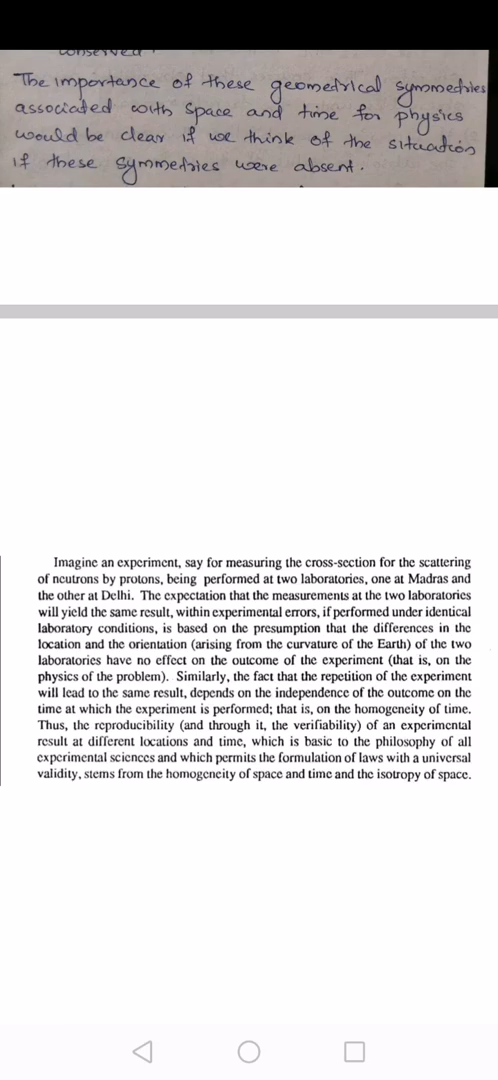 conserved.
The importance of these geometrical symmetries
associated with space and time for physics
would be clear if we think of the situation
if these symmetries were absent.
Imagine an experiment, say for measuring the cross-section for the scattering
of neutrons by protons, being performed at two laboratories, one at Madras and
the other at Delhi. The expectation that the measurements at the two laboratories
will yield the same result, within experimental errors, if performed under identical
laboratory conditions, is based on the presumption that the differences in the
location and the orientation (arising from the curvature of the Earth) of the two
laboratories have no effect on the outcome of the experiment (that is, on the
physics of the problem). Similarly, the fact that the repetition of the experiment
will lead to the same result, depends on the independence of the outcome on the
time at which the experiment is performed; that is, on the homogeneity of time.
Thus, the reproducibility (and through it, the verifiability) of an experimental
result at different locations and time, which is basic to the philosophy of all
experimental sciences and which permits the formulation of laws with a universal
validity, stems from the homogeneity of space and time and the isotropy of space.